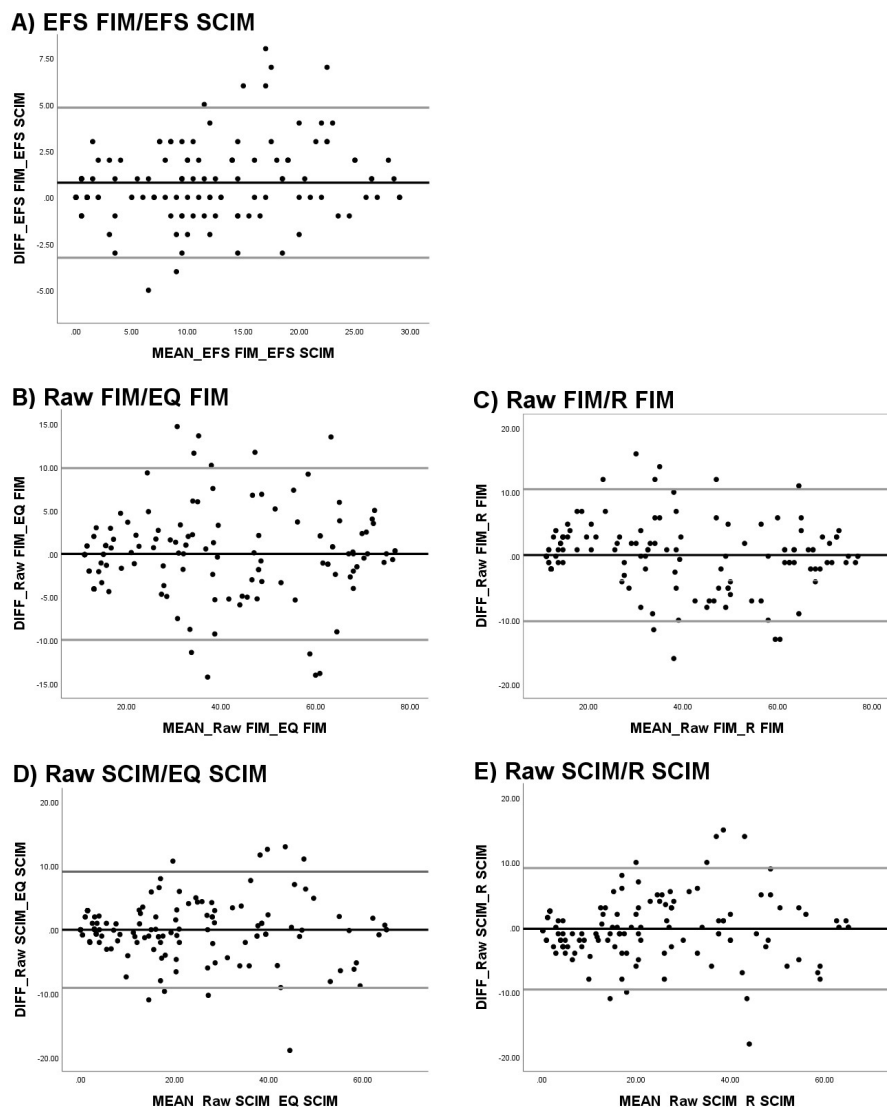 A) EFS FIM/EFS SCIM
DIFF_EFS FIM_EFS SCIM
7.50
5.00
2.50
.00
-2.50
-5.00
.00 5.00 10.00 15.00 20.00 25.00 30.00
MEAN_EFS FIM_EFS SCIM
B) Raw FIM/EQ FIM
DIFF_Raw FIM_EQ FIM
15.00
10.00
5.00
.00
-5.00
-10.00
-15.00
20.00 40.00 60.00 80.00
MEAN_Raw FIM_EQ FIM
C) Raw FIM/R FIM
DIFF_Raw FIM_R FIM
20.00
10.00
.00
-10.00
-20.00
20.00 40.00 60.00 80.00
MEAN_Raw FIM_R FIM
D) Raw SCIM/EQ SCIM
DIFF_Raw SCIM_EQ SCIM
20.00
10.00
.00
-10.00
-20.00
.00 20.00 40.00 60.00
MEAN_Raw SCIM_EQ SCIM
E) Raw SCIM/R SCIM
DIFF_Raw SCIM_R SCIM
20.00
10.00
.00
-10.00
-20.00
.00 20.00 40.00 60.00
MEAN_Raw SCIM_R SCIM